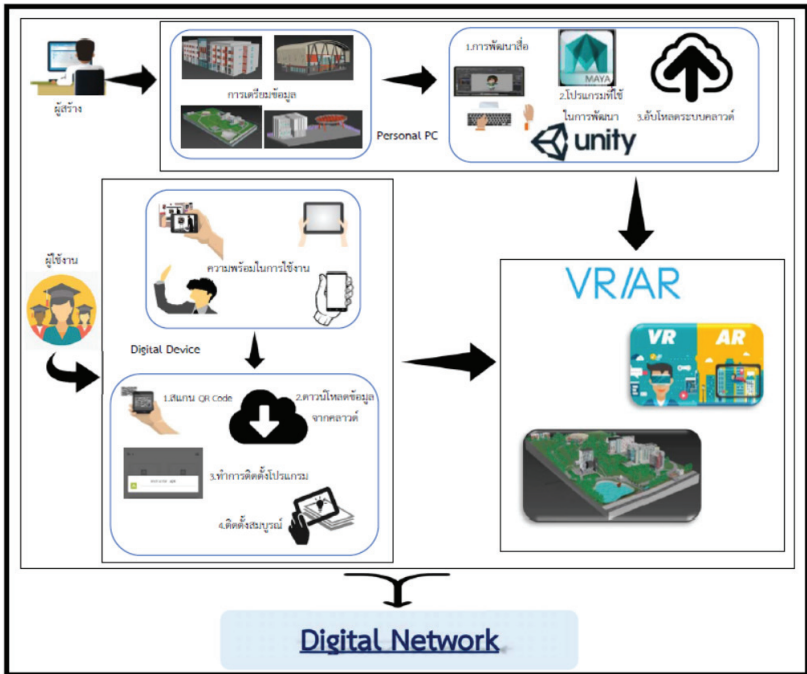 ผู้สร้าง
การเตรียมข้อมูล
Personal PC
1.การพัฒนาสื่อ
MAYA
2.โปรแกรมที่ใช้
ในการพัฒนา
3.อัปโหลดระบบคลาวด์
unity
ผู้ใช้งาน
ความพร้อมในการใช้งาน
Digital Device
1.สแกน QR Code
2.ดาวน์โหลดข้อมูล
จากคลาวด์
3.ทำการติดตั้งโปรแกรม
4.ติดตั้งสมบูรณ์
VR/AR
VR
AR
Digital Network